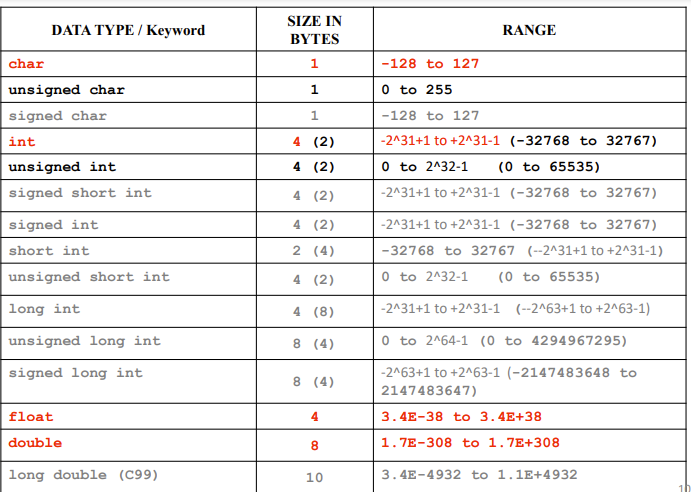 DATA TYPE / Keyword SIZE IN BYTES RANGE
char 1 -128 to 127
unsigned char 1 0 to 255
signed char 1 -128 to 127
int 4 (2) -2^31+1 to +2^31-1 (-32768 to 32767)
unsigned int 4 (2) 0 to 2^32-1 (0 to 65535)
signed short int 4 (2) -2^31+1 to +2^31-1 (-32768 to 32767)
signed int 4 (2) -2^31+1 to +2^31-1 (-32768 to 32767)
short int 2 (4) -32768 to 32767 (--2^31+1 to +2^31-1)
unsigned short int 4 (2) 0 to 2^32-1 (0 to 65535)
long int 4 (8) -2^31+1 to +2^31-1 (--2^63+1 to +2^63-1)
unsigned long int 8 (4) 0 to 2^64-1 (0 to 4294967295)
signed long int 8 (4) -2^63+1 to +2^63-1 (-2147483648 to
2147483647)
float 4 3.4E-38 to 3.4E+38
double 8 1.7E-308 to 1.7E+308
long double (C99) 10 3.4E-4932 to 1.1E+4932
10